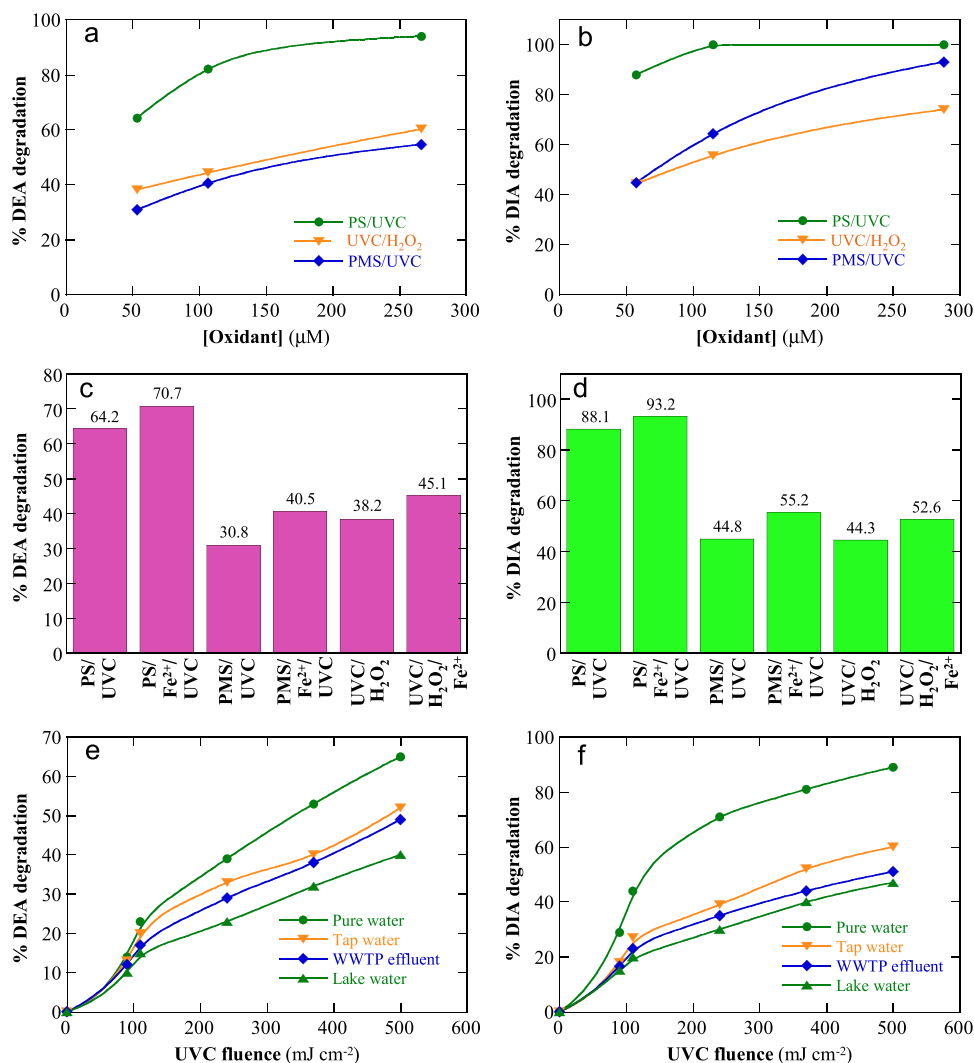 a
% DEA degradation
100
80
60
40
20
0
PS/UVC
UVC/H₂O₂
PMS/UVC
0 50 100 150 200 250 300
[Oxidant] (µM)
b
% DIA degradation
100
80
60
40
20
0
PS/UVC
UVC/H₂O₂
PMS/UVC
0 50 100 150 200 250 300
[Oxidant] (µM)
c
% DEA degradation
80
70
60
50
40
30
20
10
0
64.2
70.7
30.8
40.5
38.2
45.1
PS/
UVC
PS/
Fe²⁺/
UVC
PMS/
UVC
PMS/
Fe²⁺/
UVC
UVC/
H₂O₂
UVC/
H₂O₂/
Fe²⁺
d
% DIA degradation
100
80
60
40
20
0
88.1
93.2
44.8
55.2
44.3
52.6
PS/
UVC
PS/
Fe²⁺/
UVC
PMS/
UVC
PMS/
Fe²⁺/
UVC
UVC/
H₂O₂
UVC/
H₂O₂/
Fe²⁺
e
% DEA degradation
70
60
50
40
30
20
10
0
Pure water
Tap water
WWTP effluent
Lake water
0 100 200 300 400 500 600
UVC fluence (mJ cm⁻²)
f
% DIA degradation
100
80
60
40
20
0
Pure water
Tap water
WWTP effluent
Lake water
0 100 200 300 400 500 600
UVC fluence (mJ cm⁻²)